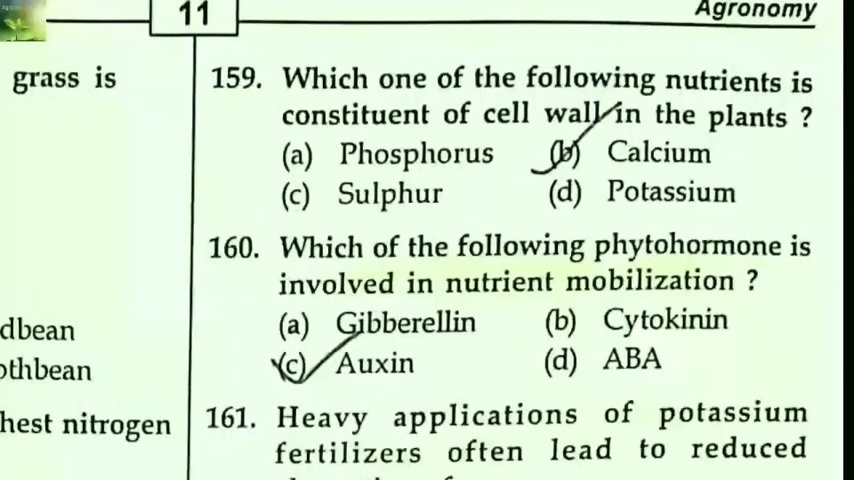 11
Agronomy
grass is
dbean
othbean
hest nitrogen
159. Which one of the following nutrients is
constituent of cell wall in the plants ?
(a) Phosphorus (b) Calcium
(c) Sulphur (d) Potassium
160. Which of the following phytohormone is
involved in nutrient mobilization ?
(a) Gibberellin (b) Cytokinin
(c) Auxin (d) ABA
161. Heavy applications of potassium
fertilizers often lead to reduced